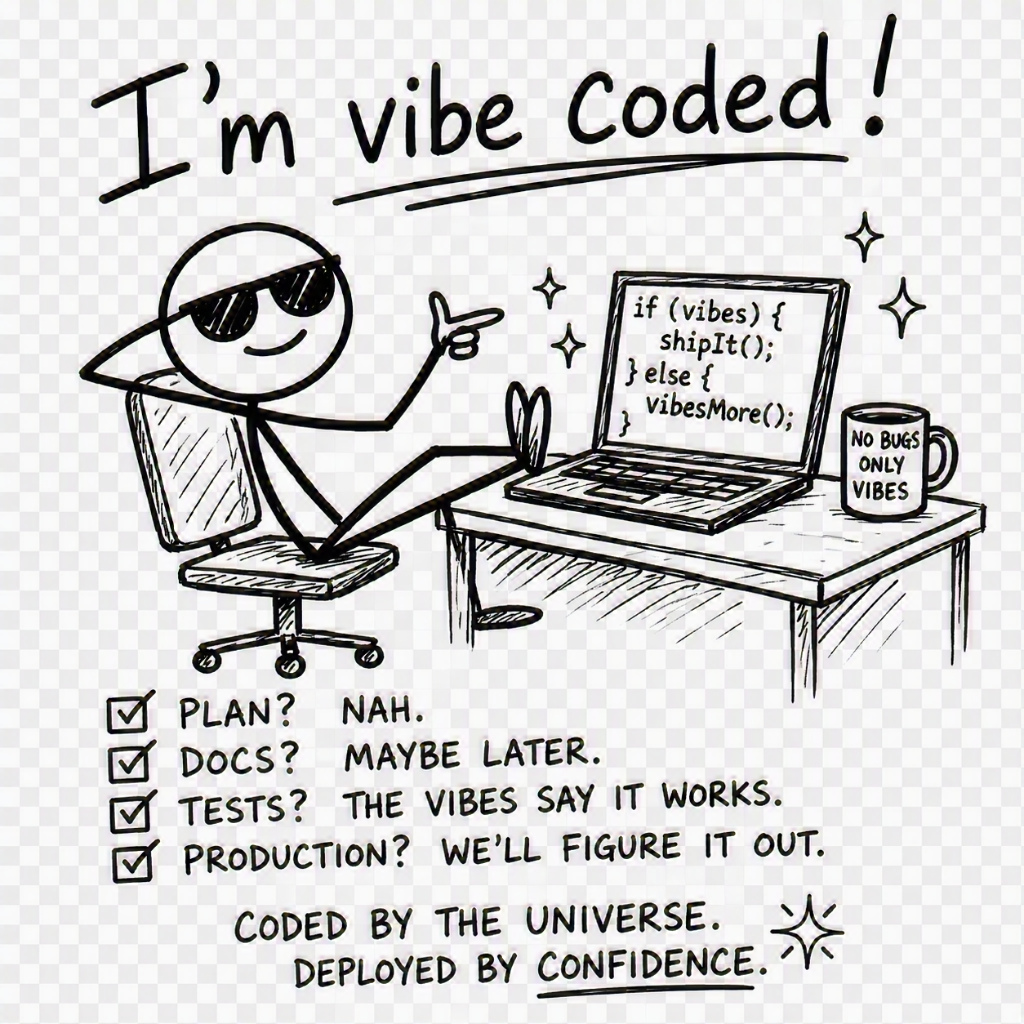 I'm vibe coded!
if (vibes) {
shipIt();
} else {
vibesMore();
}
NO BUGS
ONLY
VIBES
PLAN? NAH.
DOCS? MAYBE LATER.
TESTS? THE VIBES SAY IT WORKS.
PRODUCTION? WE'LL FIGURE IT OUT.
CODED BY THE UNIVERSE.
DEPLOYED BY CONFIDENCE.